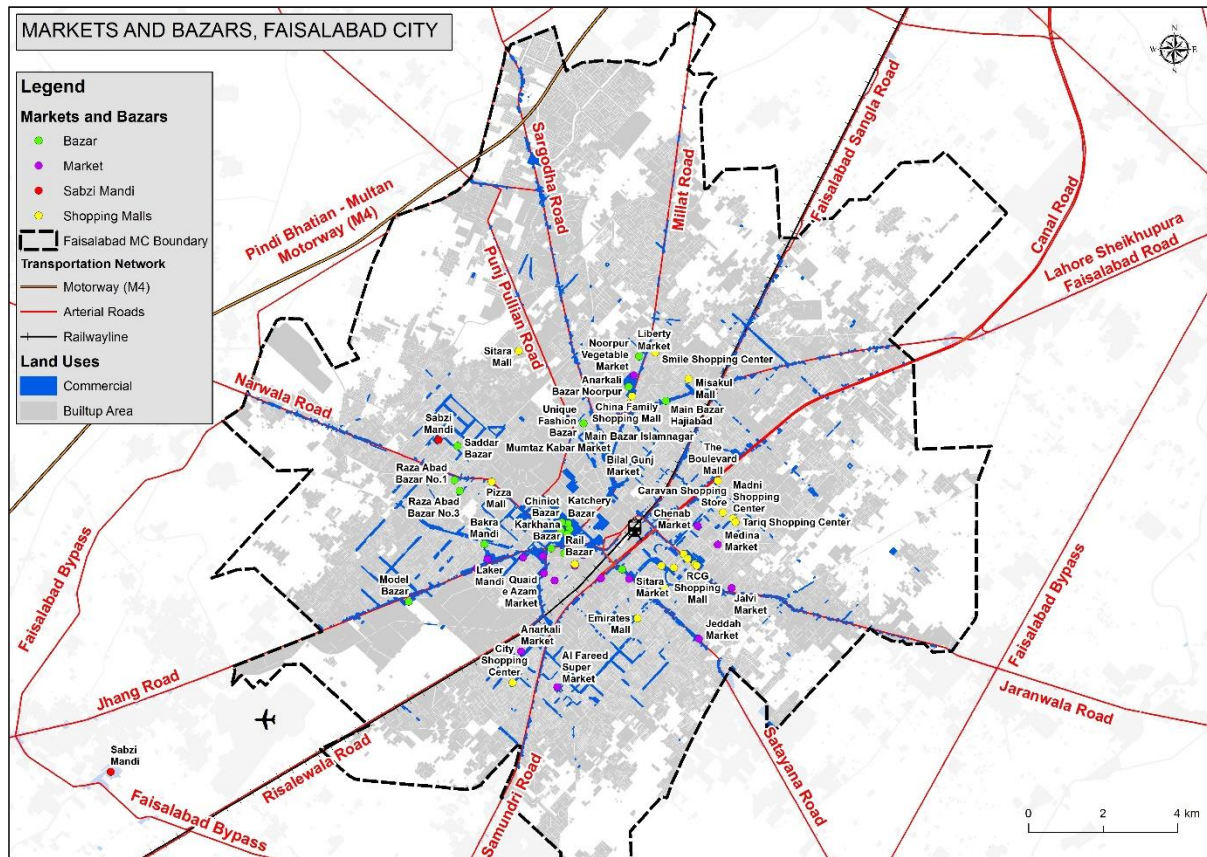 MARKETS AND BAZARS, FAISALABAD CITY
N
W
E
S
Legend
Markets and Bazars
Bazar
Market
Sabzi Mandi
Shopping Malls
Faisalabad MC Boundary
Transportation Network
Motorway (M4)
Arterial Roads
Railwayline
Land Uses
Commercial
Builtup Area
Pindi Bhatian - Multan
Motorway (M4)
Sargodha Road
Punj Pullian Road
Millat Road
Faisalabad Sangla Road
Canal Road
Lahore Sheikhupura
Faisalabad Road
Narwala Road
Sitara
Mall
Noorpur
Vegetable
Market
Liberty
Market
Smile Shopping Center
Anarkali
Bazar Noorpur
Misakul
Mall
China Family
Shopping Mall
Main Bazar
Hajiabad
Unique
Fashion
Bazar
Main Bazar Islamnagar
Mumtaz Kabar Market
Bilal Gunj
Market
The
Boulevard
Mall
Sabzi
Mandi
Saddar
Bazar
Raza Abad
Bazar No.1
Raza Abad
Bazar No.3
Pizza
Mall
Chiniot
Bazar
Katchery
Bazar
Karkhana
Bazar
Rail
Bazar
Caravan Shopping
Store
Madni
Shopping
Center
Tariq Shopping Center
Chenab
Market
Medina
Market
Bakra
Mandi
Laker
Mandi
Quaid
e Azam
Market
Sitara
Market
RCG
Shopping
Mall
Jalvi
Market
Model
Bazar
Emirates
Mall
Jeddah
Market
Anarkali
Market
City
Shopping
Center
Al Fareed
Super
Market
Faisalabad Bypass
Faisalabad Bypass
Jhang Road
Jaranwala Road
Sabzi
Mandi
Risalewala Road
Satayana Road
Samundri Road
Faisalabad Bypass
0 2 4 km